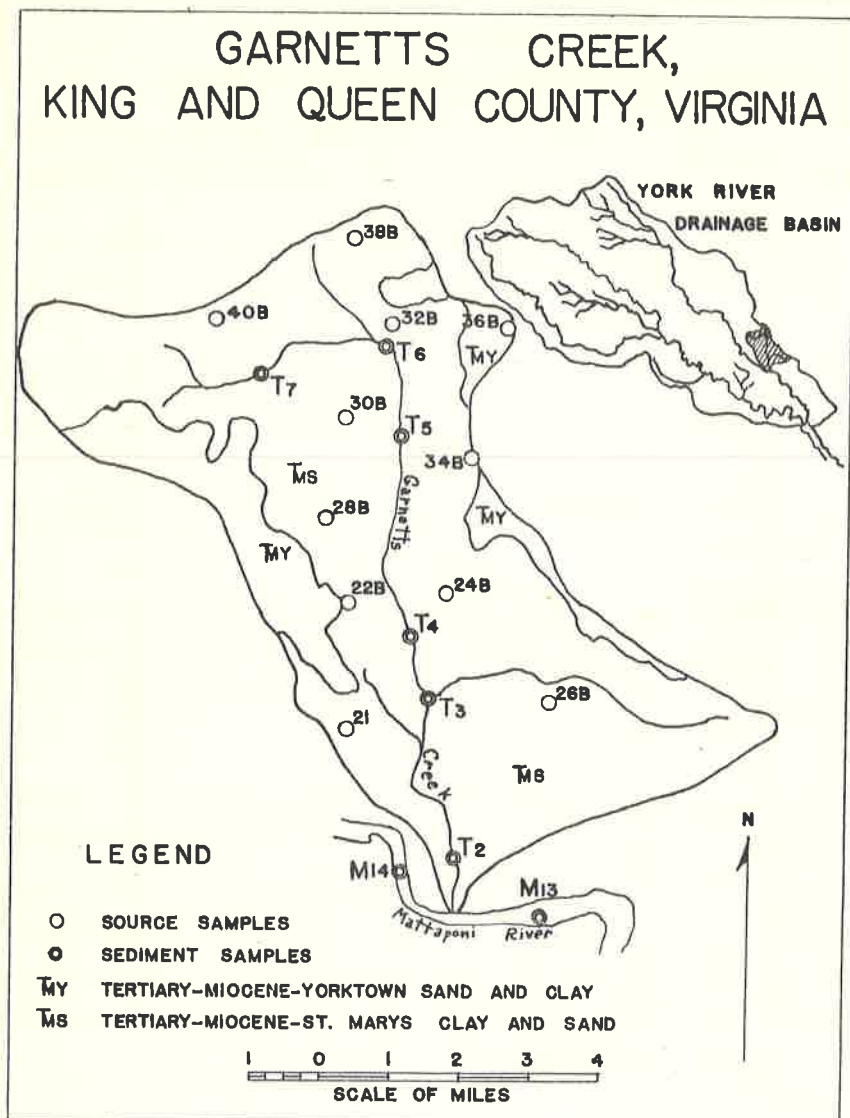 GARNETTS CREEK,
KING AND QUEEN COUNTY, VIRGINIA
YORK RIVER
DRAINAGE BASIN
38B
40B
32B
36B
T6
TMY
T7
30B
T5
34B
TMS
Garnetts
28B
TMY
TMY
22B
24B
T4
T3
26B
21
Creek
TMS
N
T2
LEGEND
M14
M13
Mattaponi River
SOURCE SAMPLES
SEDIMENT SAMPLES
TMY TERTIARY-MIOCENE-YORKTOWN SAND AND CLAY
TMS TERTIARY-MIOCENE-ST. MARYS CLAY AND SAND
1 0 1 2 3 4
SCALE OF MILES